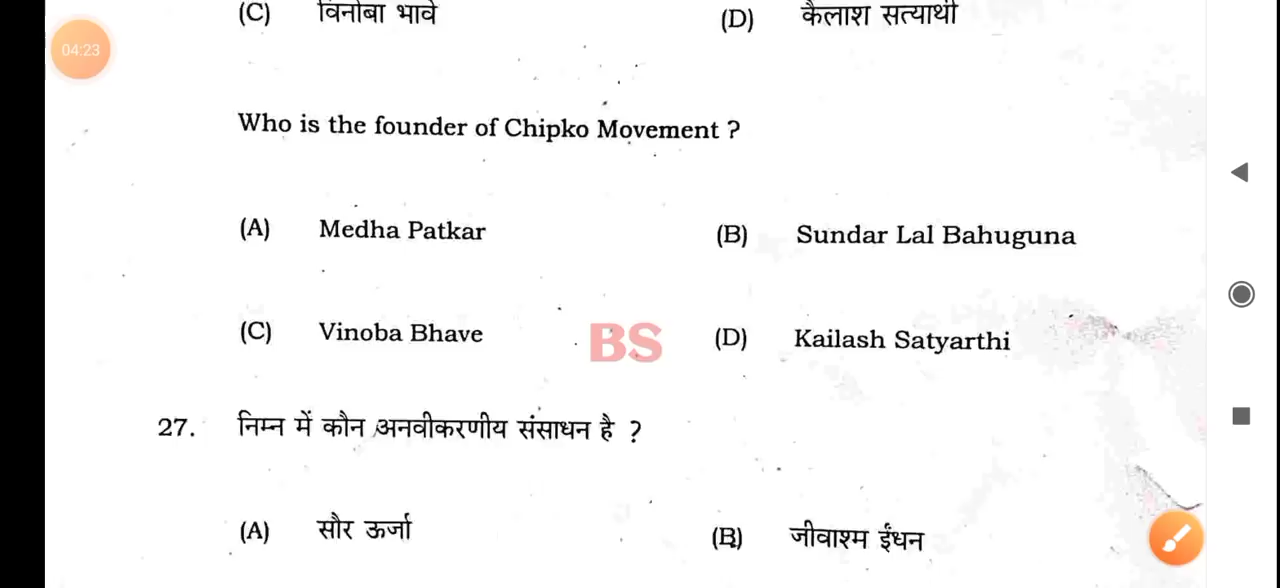 (C) विनोबा भावे (D) कैलाश सत्यार्थी
04:23
Who is the founder of Chipko Movement ?
(A) Medha Patkar (B) Sundar Lal Bahuguna
(C) Vinoba Bhave (D) Kailash Satyarthi
BS
27. निम्न में कौन अनवीकरणीय संसाधन है ?
(A) सौर ऊर्जा (B) जीवाश्म ईंधन